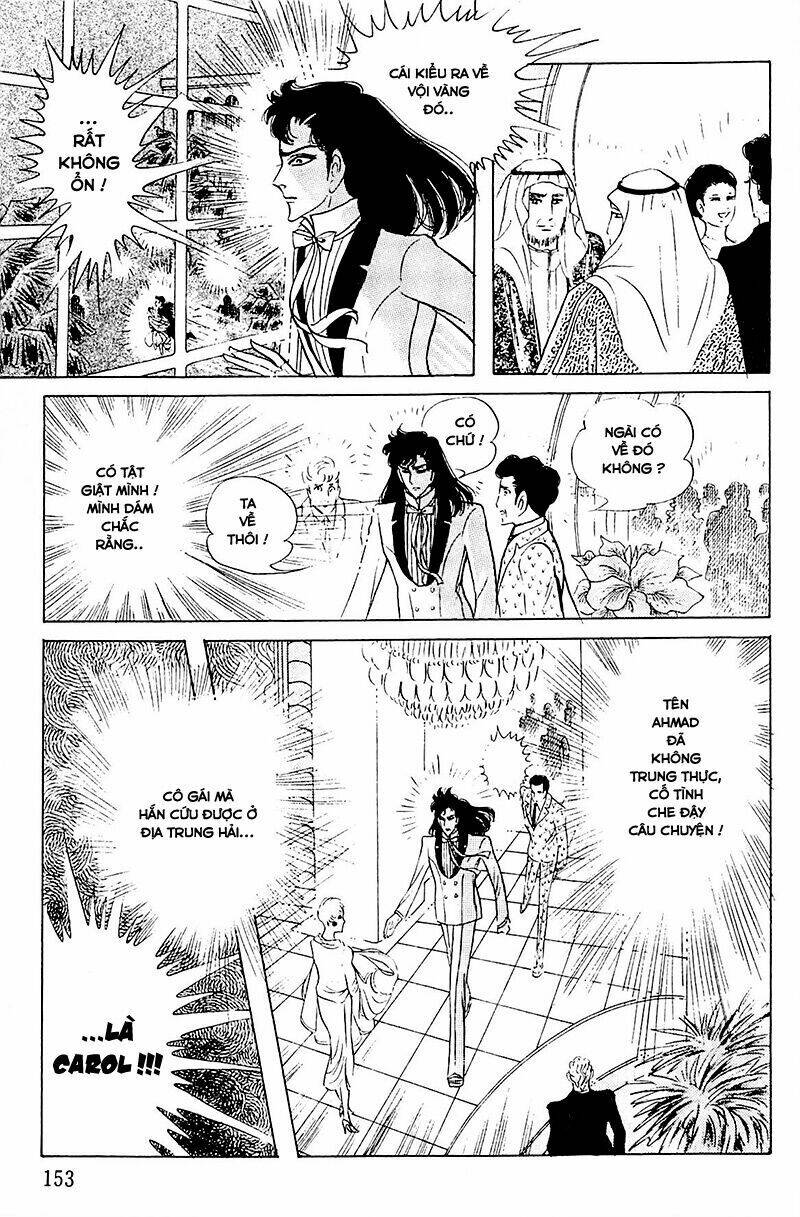 CÁI KIỂU RA VỀ
VỘI VÀNG
ĐÓ..
...
RẤT
KHÔNG
ỔN !
NGÀI CÓ
VỀ ĐÓ
KHÔNG ?
CÓ
CHỨ !
TA
VỀ
THÔI !
CÓ TẬT
GIẬT MÌNH !
MÌNH DÁM
CHẮC
RẰNG..
TÊN
AHMAD
ĐÃ
KHÔNG
TRUNG THỰC,
CỐ TÌNH
CHE ĐẬY
CÂU CHUYỆN !
CÔ GÁI MÀ
HẮN CỨU ĐƯỢC Ở
ĐỊA TRUNG HẢI...
...LÀ
CAROL !!!
153